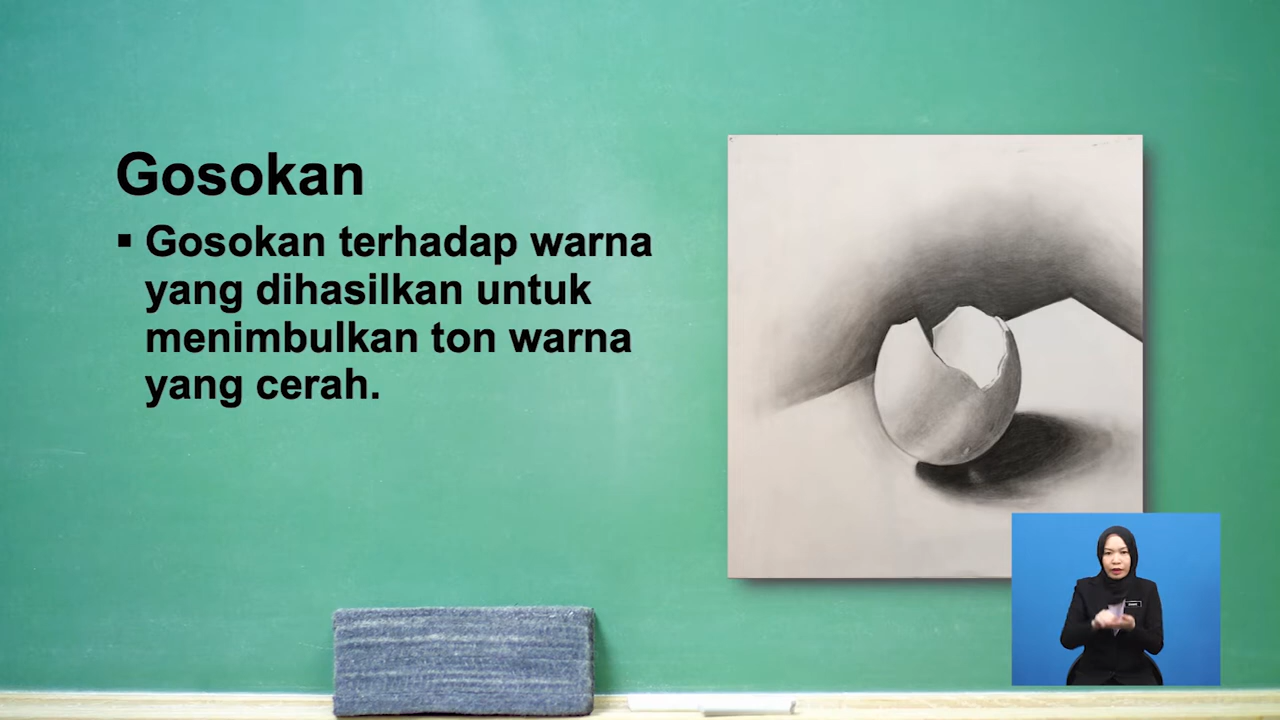 Gosokan
▪ Gosokan terhadap warna
yang dihasilkan untuk
menimbulkan ton warna
yang cerah.